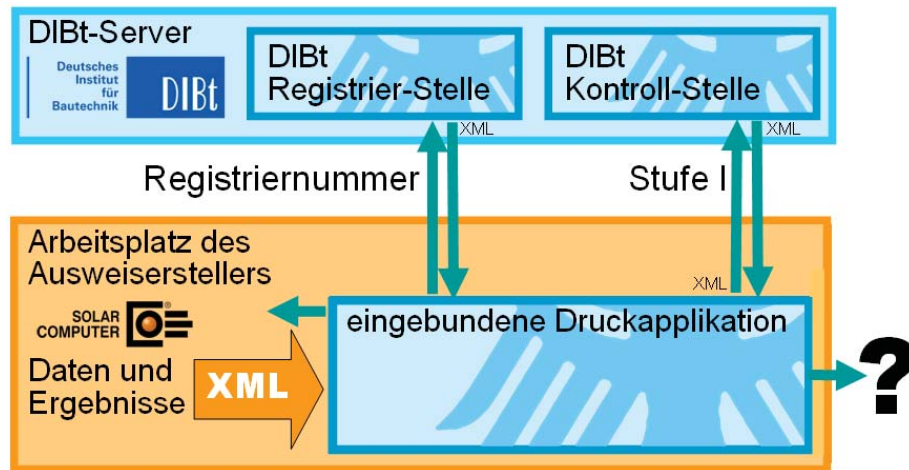 DIBt-Server
Deutsches
Institut
für
Bautechnik
DIBt
DIBt
Registrier-Stelle
XML
DIBt
Kontroll-Stelle
XML
Registriernummer
Stufe I
Arbeitsplatz des
Ausweiserstellers
SOLAR
COMPUTER
®
XML
eingebundene Druckapplikation
Daten und
Ergebnisse
XML
?